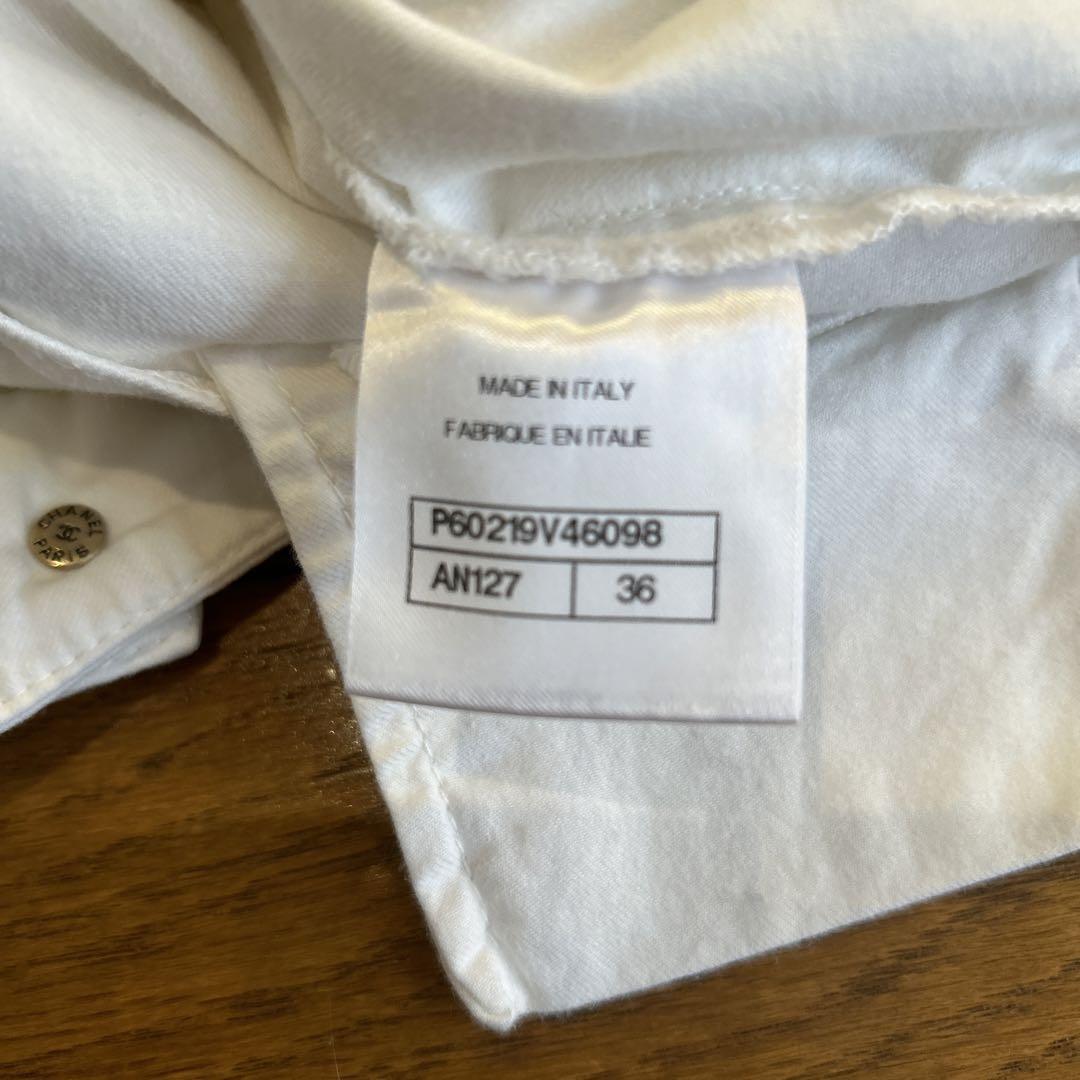 MADE IN ITALY
FABRIQUE EN ITALIE
P60219V46098
AN127 36
CHANEL
PARIS